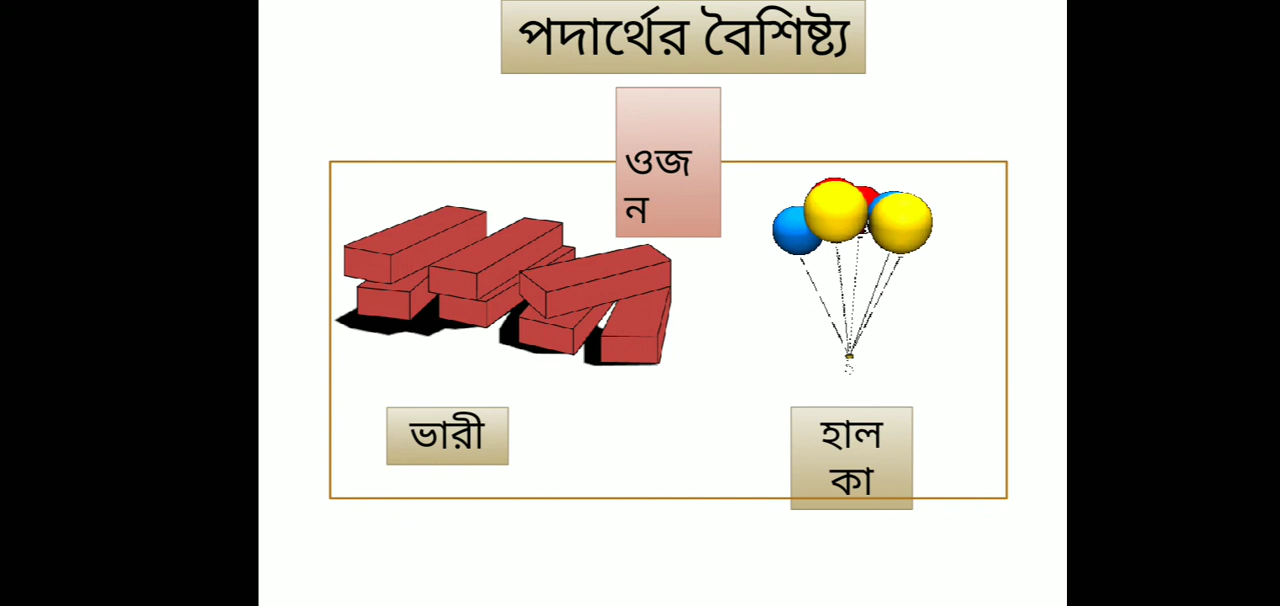 পদার্থের বৈশিষ্ট্য
ওজ
ন
ভারী
হাল
কা